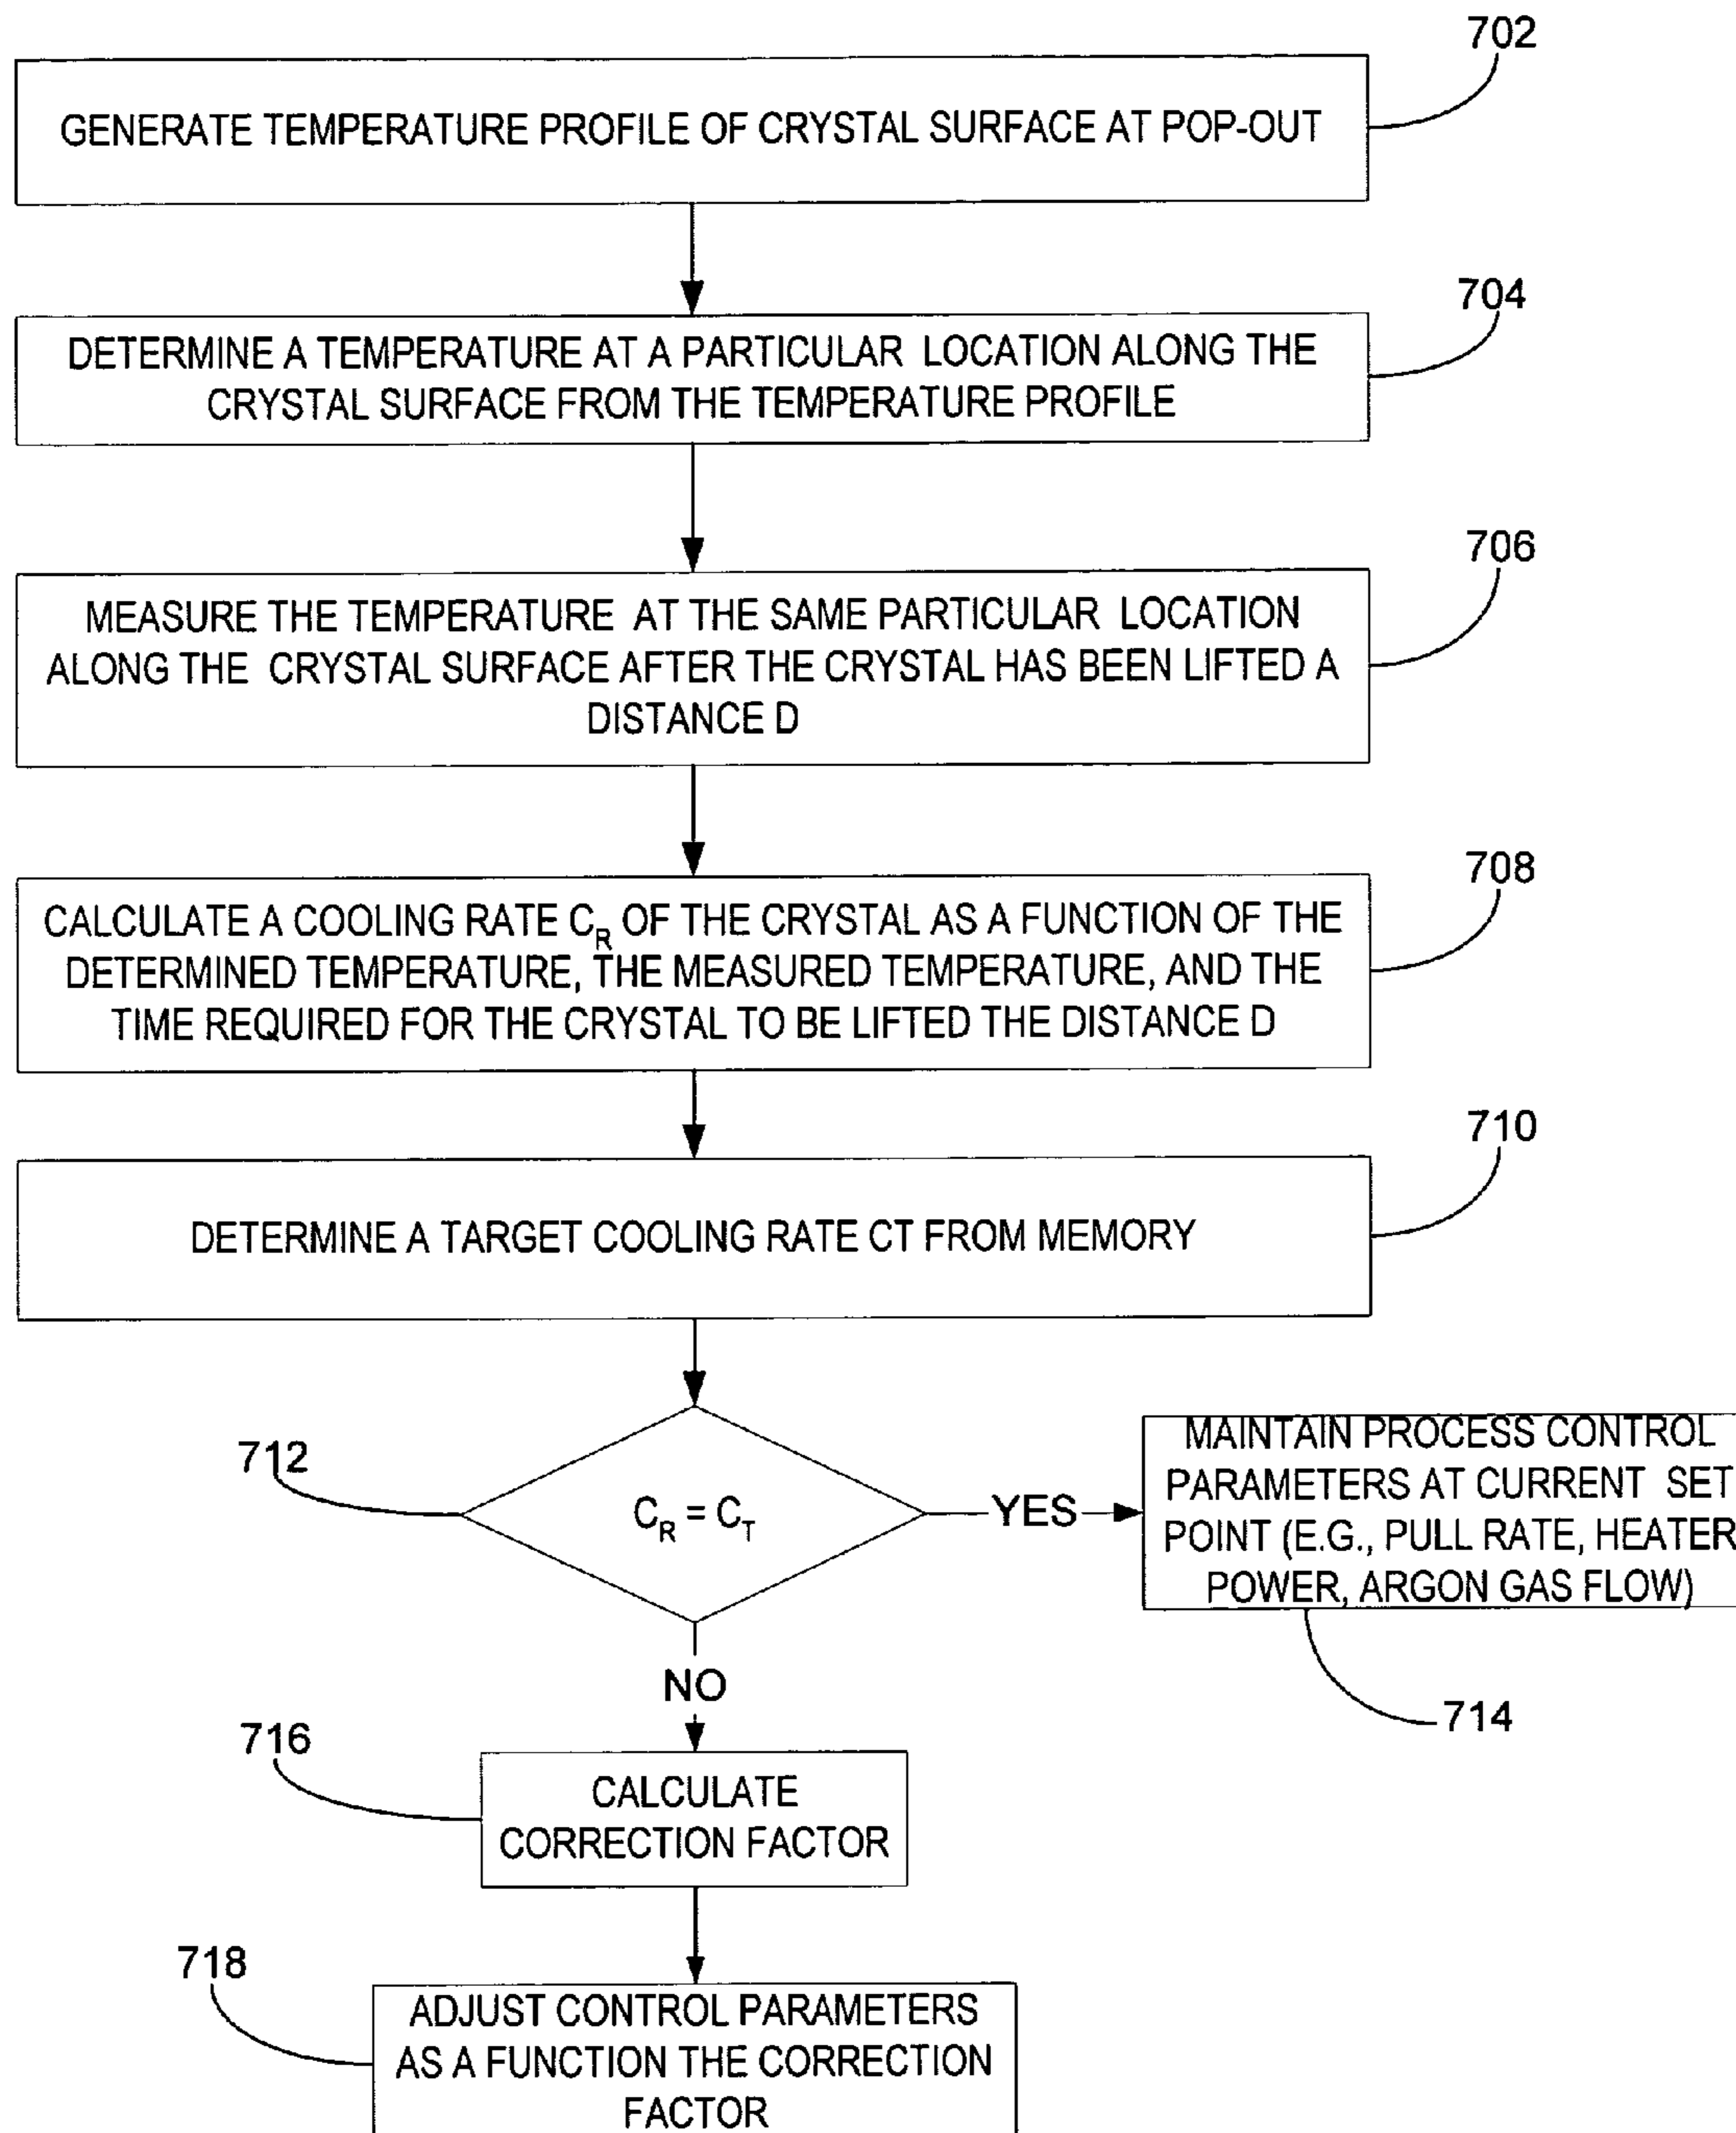 702
GENERATE TEMPERATURE PROFILE OF CRYSTAL SURFACE AT POP-OUT
704
DETERMINE A TEMPERATURE AT A PARTICULAR LOCATION ALONG THE
CRYSTAL SURFACE FROM THE TEMPERATURE PROFILE
706
MEASURE THE TEMPERATURE AT THE SAME PARTICULAR LOCATION
ALONG THE CRYSTAL SURFACE AFTER THE CRYSTAL HAS BEEN LIFTED A
DISTANCE D
708
CALCULATE A COOLING RATE C_R OF THE CRYSTAL AS A FUNCTION OF THE
DETERMINED TEMPERATURE, THE MEASURED TEMPERATURE, AND THE
TIME REQUIRED FOR THE CRYSTAL TO BE LIFTED THE DISTANCE D
710
DETERMINE A TARGET COOLING RATE CT FROM MEMORY
712
C_R = C_T
YES
MAINTAIN PROCESS CONTROL
PARAMETERS AT CURRENT SET
POINT (E.G., PULL RATE, HEATER
POWER, ARGON GAS FLOW)
714
NO
716
CALCULATE
CORRECTION FACTOR
718
ADJUST CONTROL PARAMETERS
AS A FUNCTION THE CORRECTION
FACTOR